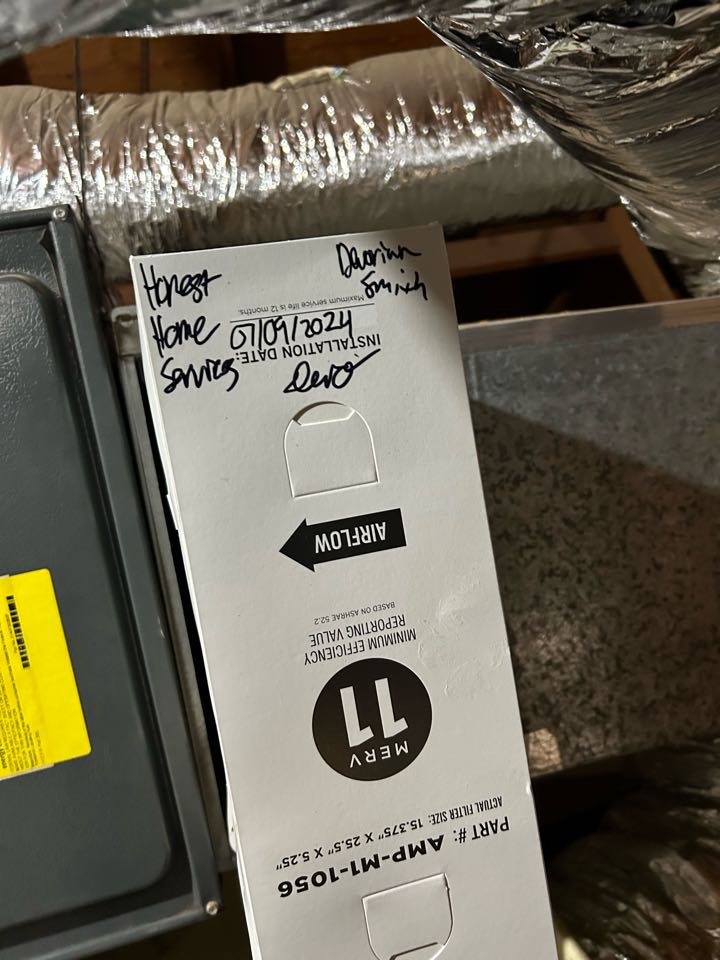 Honest
Home
Services
07/09/2024
Devo
Maximum service life is 12 months.
INSTALLATION DATE:
AIRFLOW
BASED ON ASHRAE 52.2
MINIMUM EFFICIENCY
REPORTING VALUE
11
MERV
ACTUAL FILTER SIZE: 15.375" X 25.5" X 5.25"
PART #: AMP-M1-1056